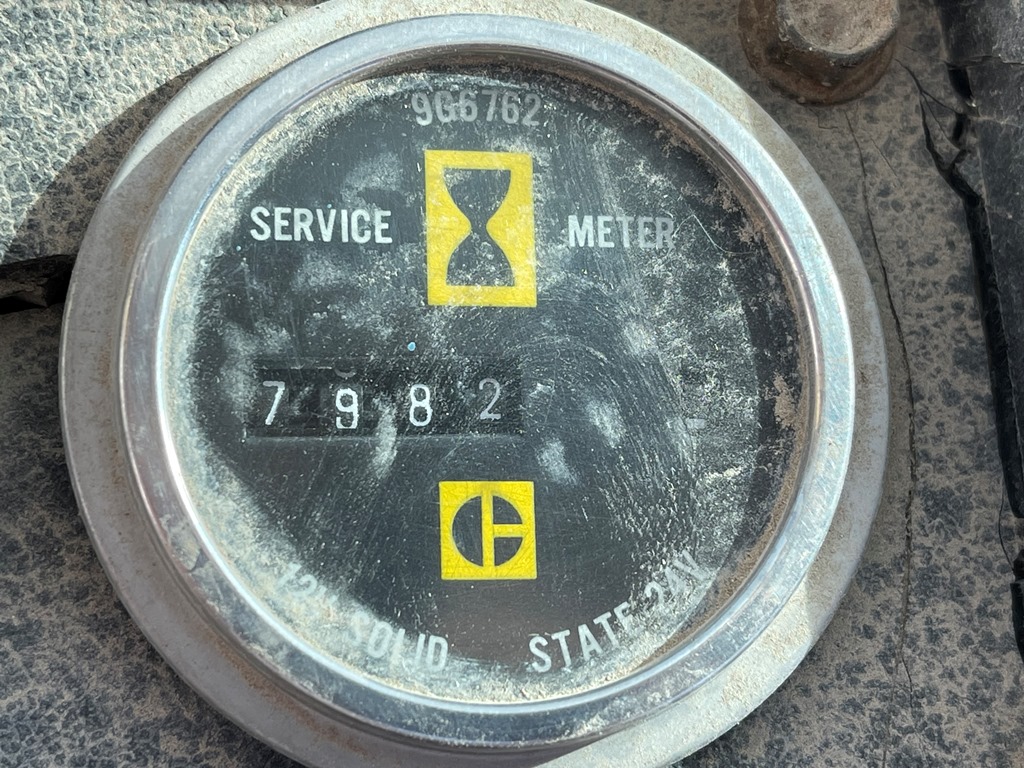 9G6762
SERVICE METER
7982
12V SOLID STATE 24V